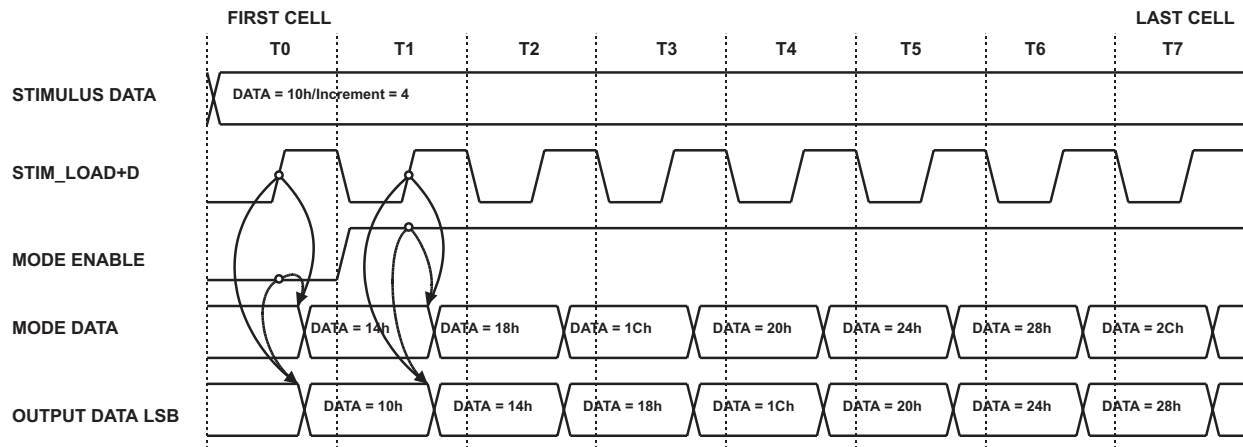 FIRST CELL LAST CELL
T0 T1 T2 T3 T4 T5 T6 T7
STIMULUS DATA DATA = 10h/Increment = 4
STIM_LOAD+D
MODE ENABLE
MODE DATA DATA = 14h DATA = 18h DATA = 1Ch DATA = 20h DATA = 24h DATA = 28h DATA = 2Ch
OUTPUT DATA LSB DATA = 10h DATA = 14h DATA = 18h DATA = 1Ch DATA = 20h DATA = 24h DATA = 28h